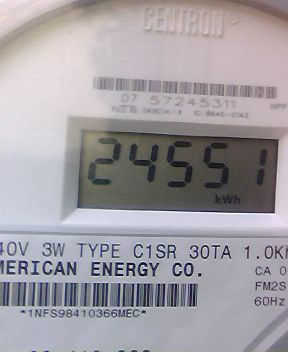 CENTRON®
07 57245311
24551
kWh
40V 3W TYPE C1SR 30TA 1.0K
MERICAN ENERGY CO.
CA 0
FM2S
60Hz
*1NFS98410366MEC*